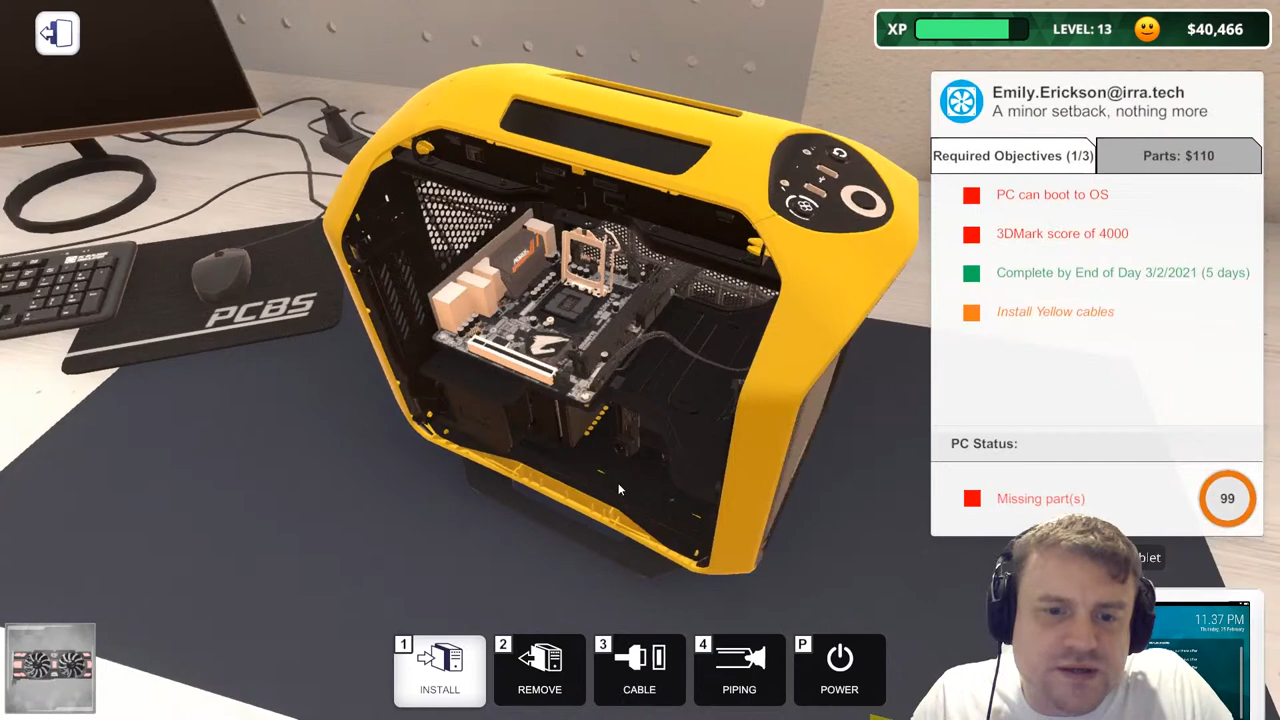 XP
LEVEL: 13
$40,466
Emily.Erickson@irra.tech
A minor setback, nothing more
Required Objectives (1/3)
Parts: $110
PC can boot to OS
3DMark score of 4000
Complete by End of Day 3/2/2021 (5 days)
Install Yellow cables
PC Status:
Missing part(s)
99
PCBS
blet
11.37 PM
1
INSTALL
2
REMOVE
3
CABLE
4
PIPING
P
POWER